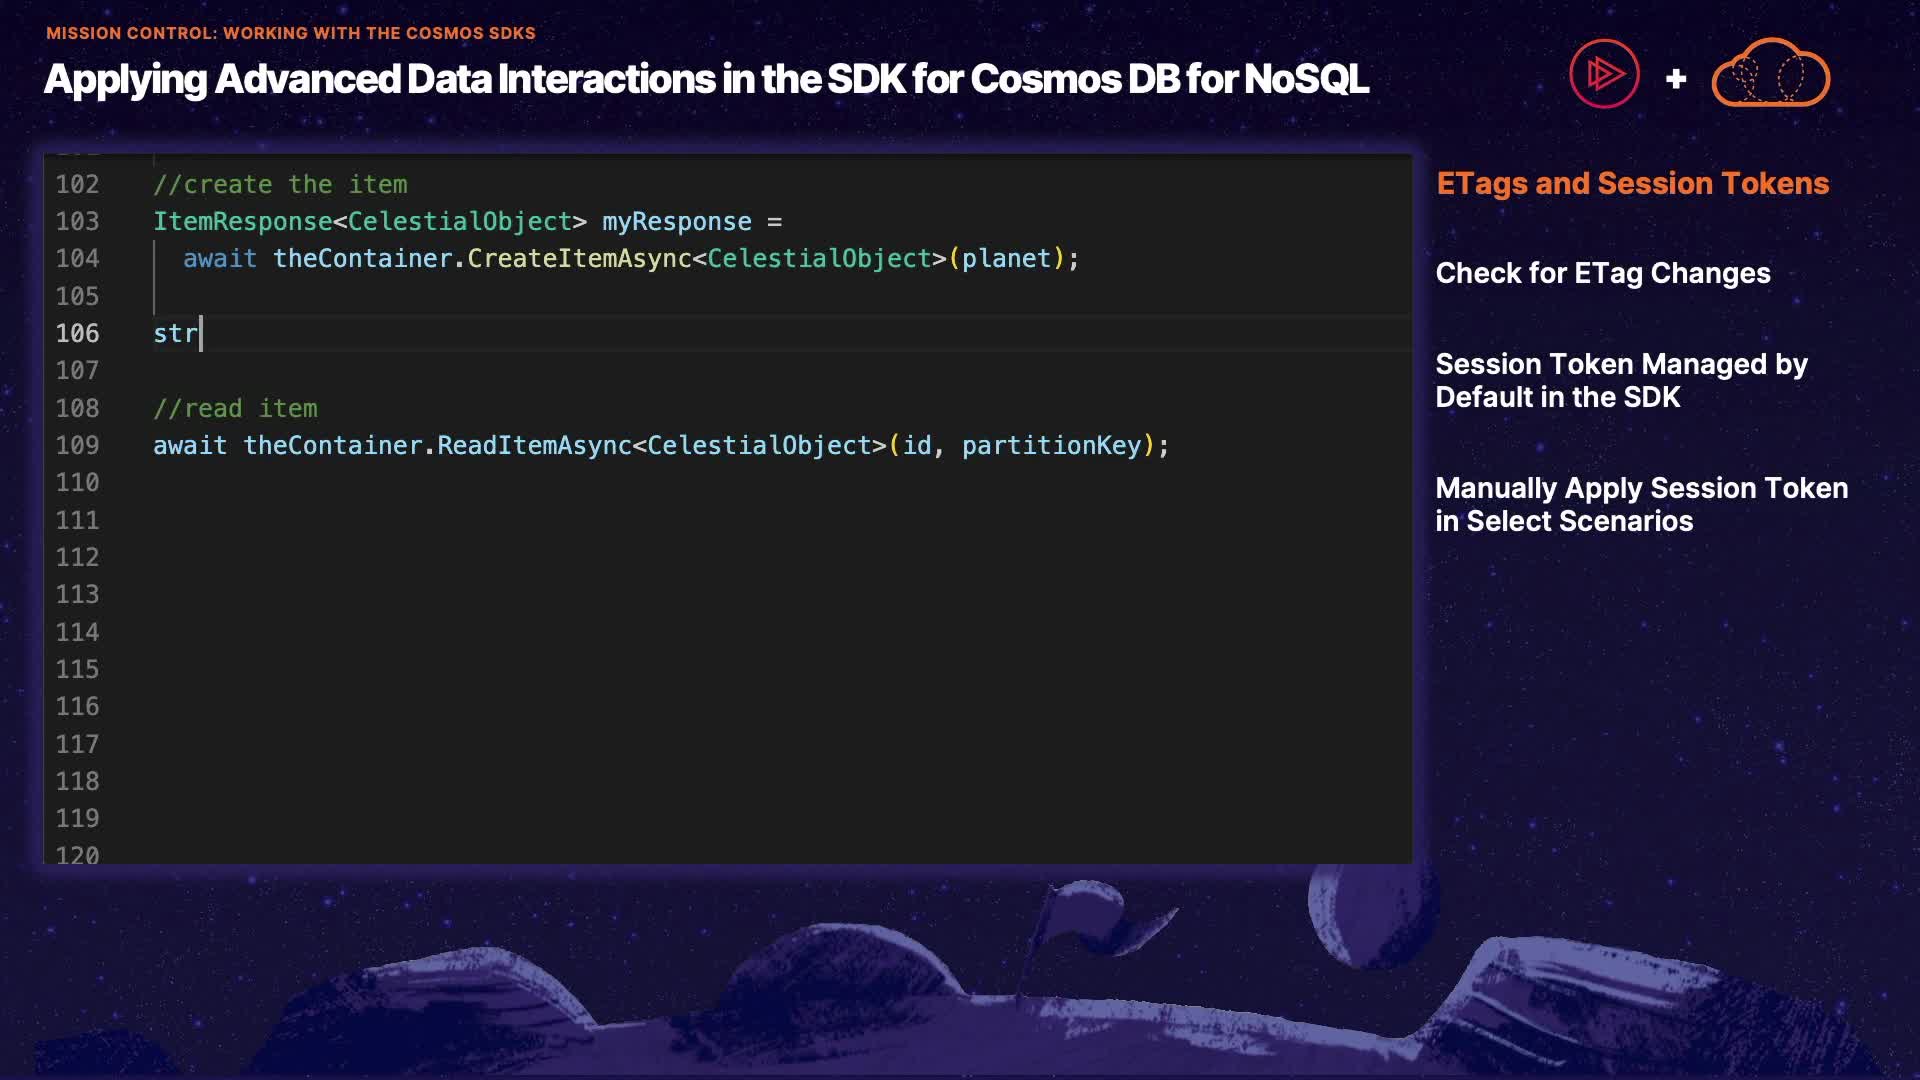 MISSION CONTROL: WORKING WITH THE COSMOS SDKS
Applying Advanced Data Interactions in the SDK for Cosmos DB for NoSQL
+
102 //create the item
103 ItemResponse<CelestialObject> myResponse =
104 await theContainer.CreateItemAsync<CelestialObject>(planet);
105
106 str
107
108 //read item
109 await theContainer.ReadItemAsync<CelestialObject>(id, partitionKey);
110
111
112
113
114
115
116
117
118
119
120
ETags and Session Tokens
Check for ETag Changes
Session Token Managed by
Default in the SDK
Manually Apply Session Token
in Select Scenarios